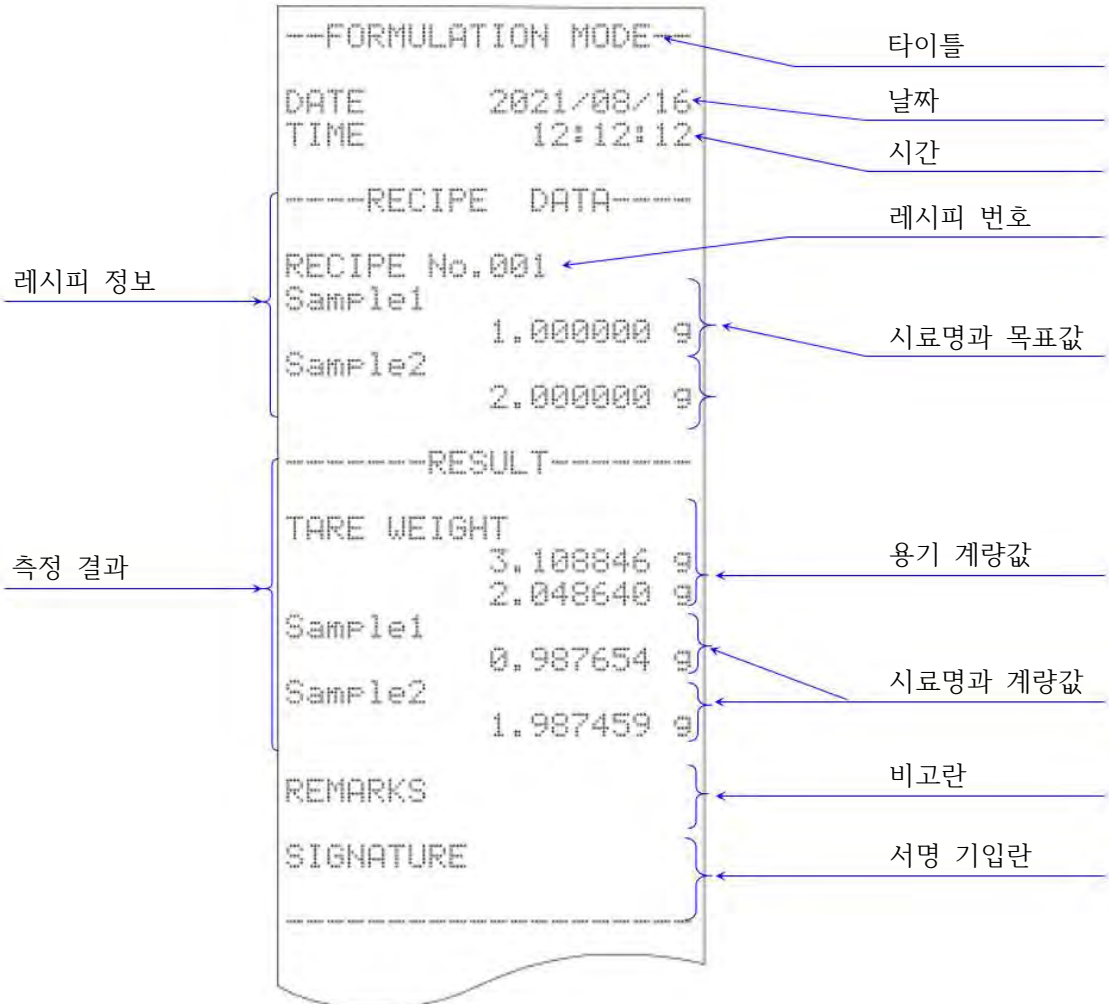 --FORMULATION MODE--
타이틀
DATE 2021/08/16
날짜
TIME 12:12:12
시간
----RECIPE DATA----
레시피 번호
RECIPE No.001
레시피 정보
Sample1
1.000000 g
시료명과 목표값
Sample2
2.000000 g
-------RESULT-------
TARE WEIGHT
3.108846 g
용기 계량값
측정 결과
2.048640 g
Sample1
0.987654 g
시료명과 계량값
Sample2
1.987459 g
비고란
REMARKS
SIGNATURE
서명 기입란
--------------------